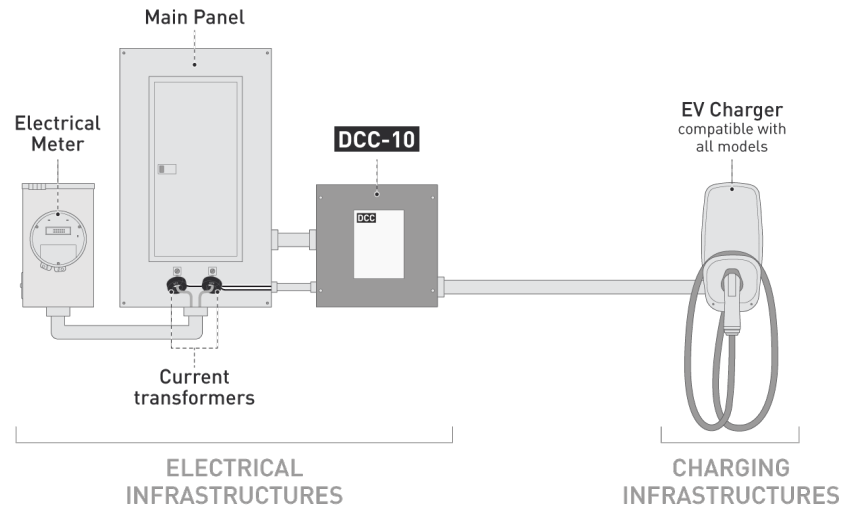 Main Panel
Electrical
Meter
DCC-10
EV Charger
compatible with
all models
DCC
Current
transformers
ELECTRICAL
INFRASTRUCTURES
CHARGING
INFRASTRUCTURES